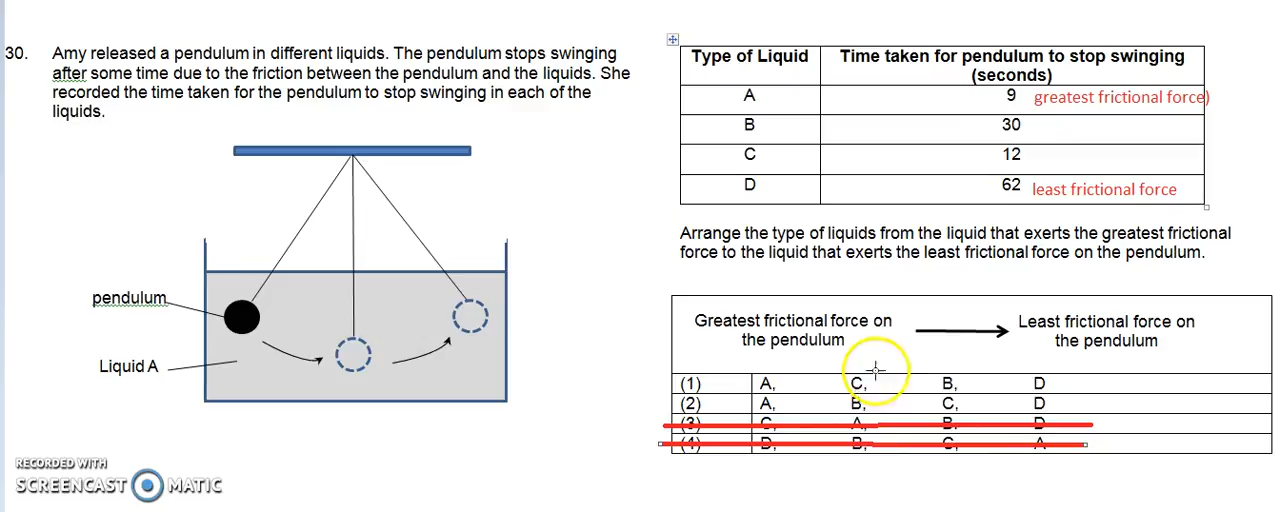 30. Amy released a pendulum in different liquids. The pendulum stops swinging
after some time due to the friction between the pendulum and the liquids. She
recorded the time taken for the pendulum to stop swinging in each of the
liquids.
pendulum
Liquid A
RECORDED WITH
SCREENCAST MATIC
Type of Liquid Time taken for pendulum to stop swinging
(seconds)
A 9 greatest frictional force)
B 30
C 12
D 62 least frictional force
Arrange the type of liquids from the liquid that exerts the greatest frictional
force to the liquid that exerts the least frictional force on the pendulum.
Greatest frictional force on Least frictional force on
the pendulum the pendulum
(1) A, C, B, D
(2) A, B, C, D
(3) C, A, B, D
(4) D, B, C, A